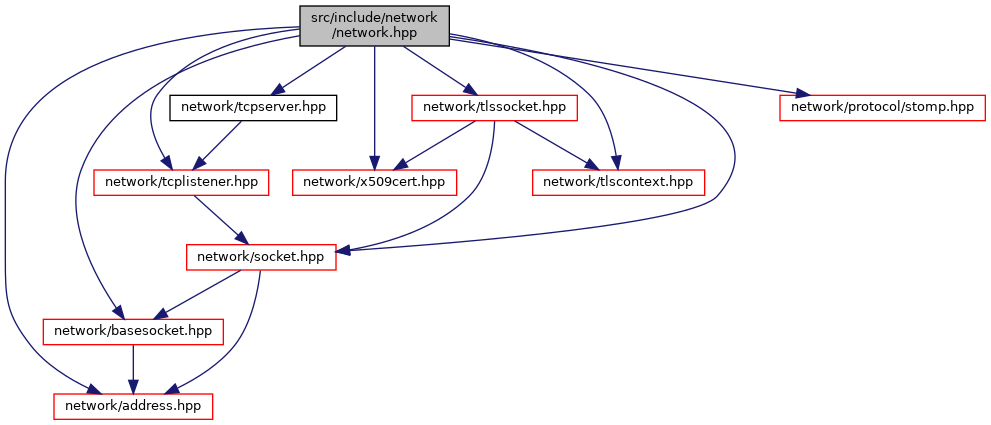 src/include/network
/network.hpp
network/tcpserver.hpp
network/tlssocket.hpp
network/protocol/stomp.hpp
network/tcplistener.hpp
network/x509cert.hpp
network/tlscontext.hpp
network/socket.hpp
network/basesocket.hpp
network/address.hpp